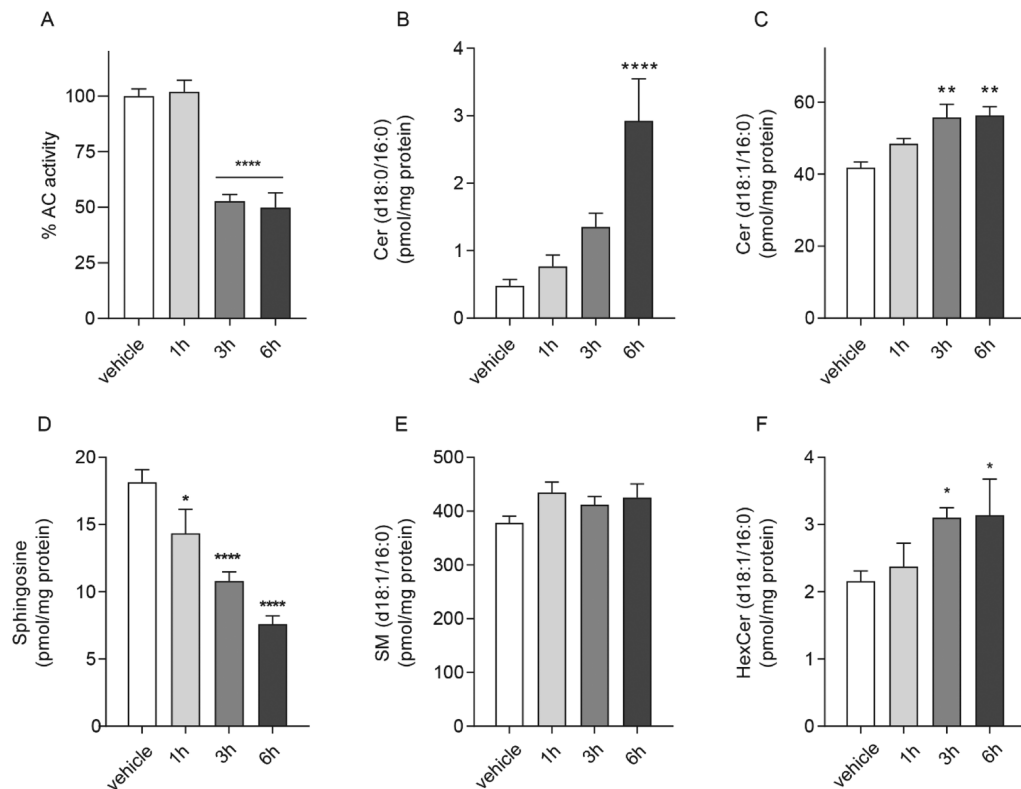 A
% AC activity
100
75
50
25
0
****
vehicle
1h
3h
6h
B
Cer (d18:0/16:0)
(pmol/mg protein)
4
3
2
1
0
****
vehicle
1h
3h
6h
C
Cer (d18:1/16:0)
(pmol/mg protein)
60
40
20
0
**
**
vehicle
1h
3h
6h
D
Sphingosine
(pmol/mg protein)
20
15
10
5
0
*
****
****
vehicle
1h
3h
6h
E
SM (d18:1/16:0)
(pmol/mg protein)
500
400
300
200
100
0
vehicle
1h
3h
6h
F
HexCer (d18:1/16:0)
(pmol/mg protein)
4
3
2
1
0
*
*
vehicle
1h
3h
6h